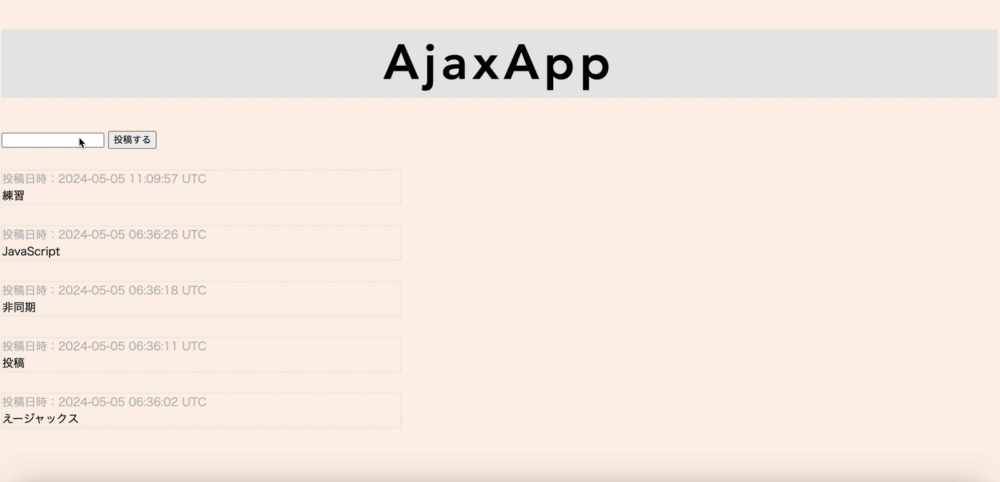 AjaxApp
投稿する
投稿日時：2024-05-05 11:09:57 UTC
練習
投稿日時：2024-05-05 06:36:26 UTC
JavaScript
投稿日時：2024-05-05 06:36:18 UTC
非同期
投稿日時：2024-05-05 06:36:11 UTC
投稿
投稿日時：2024-05-05 06:36:02 UTC
えージャックス